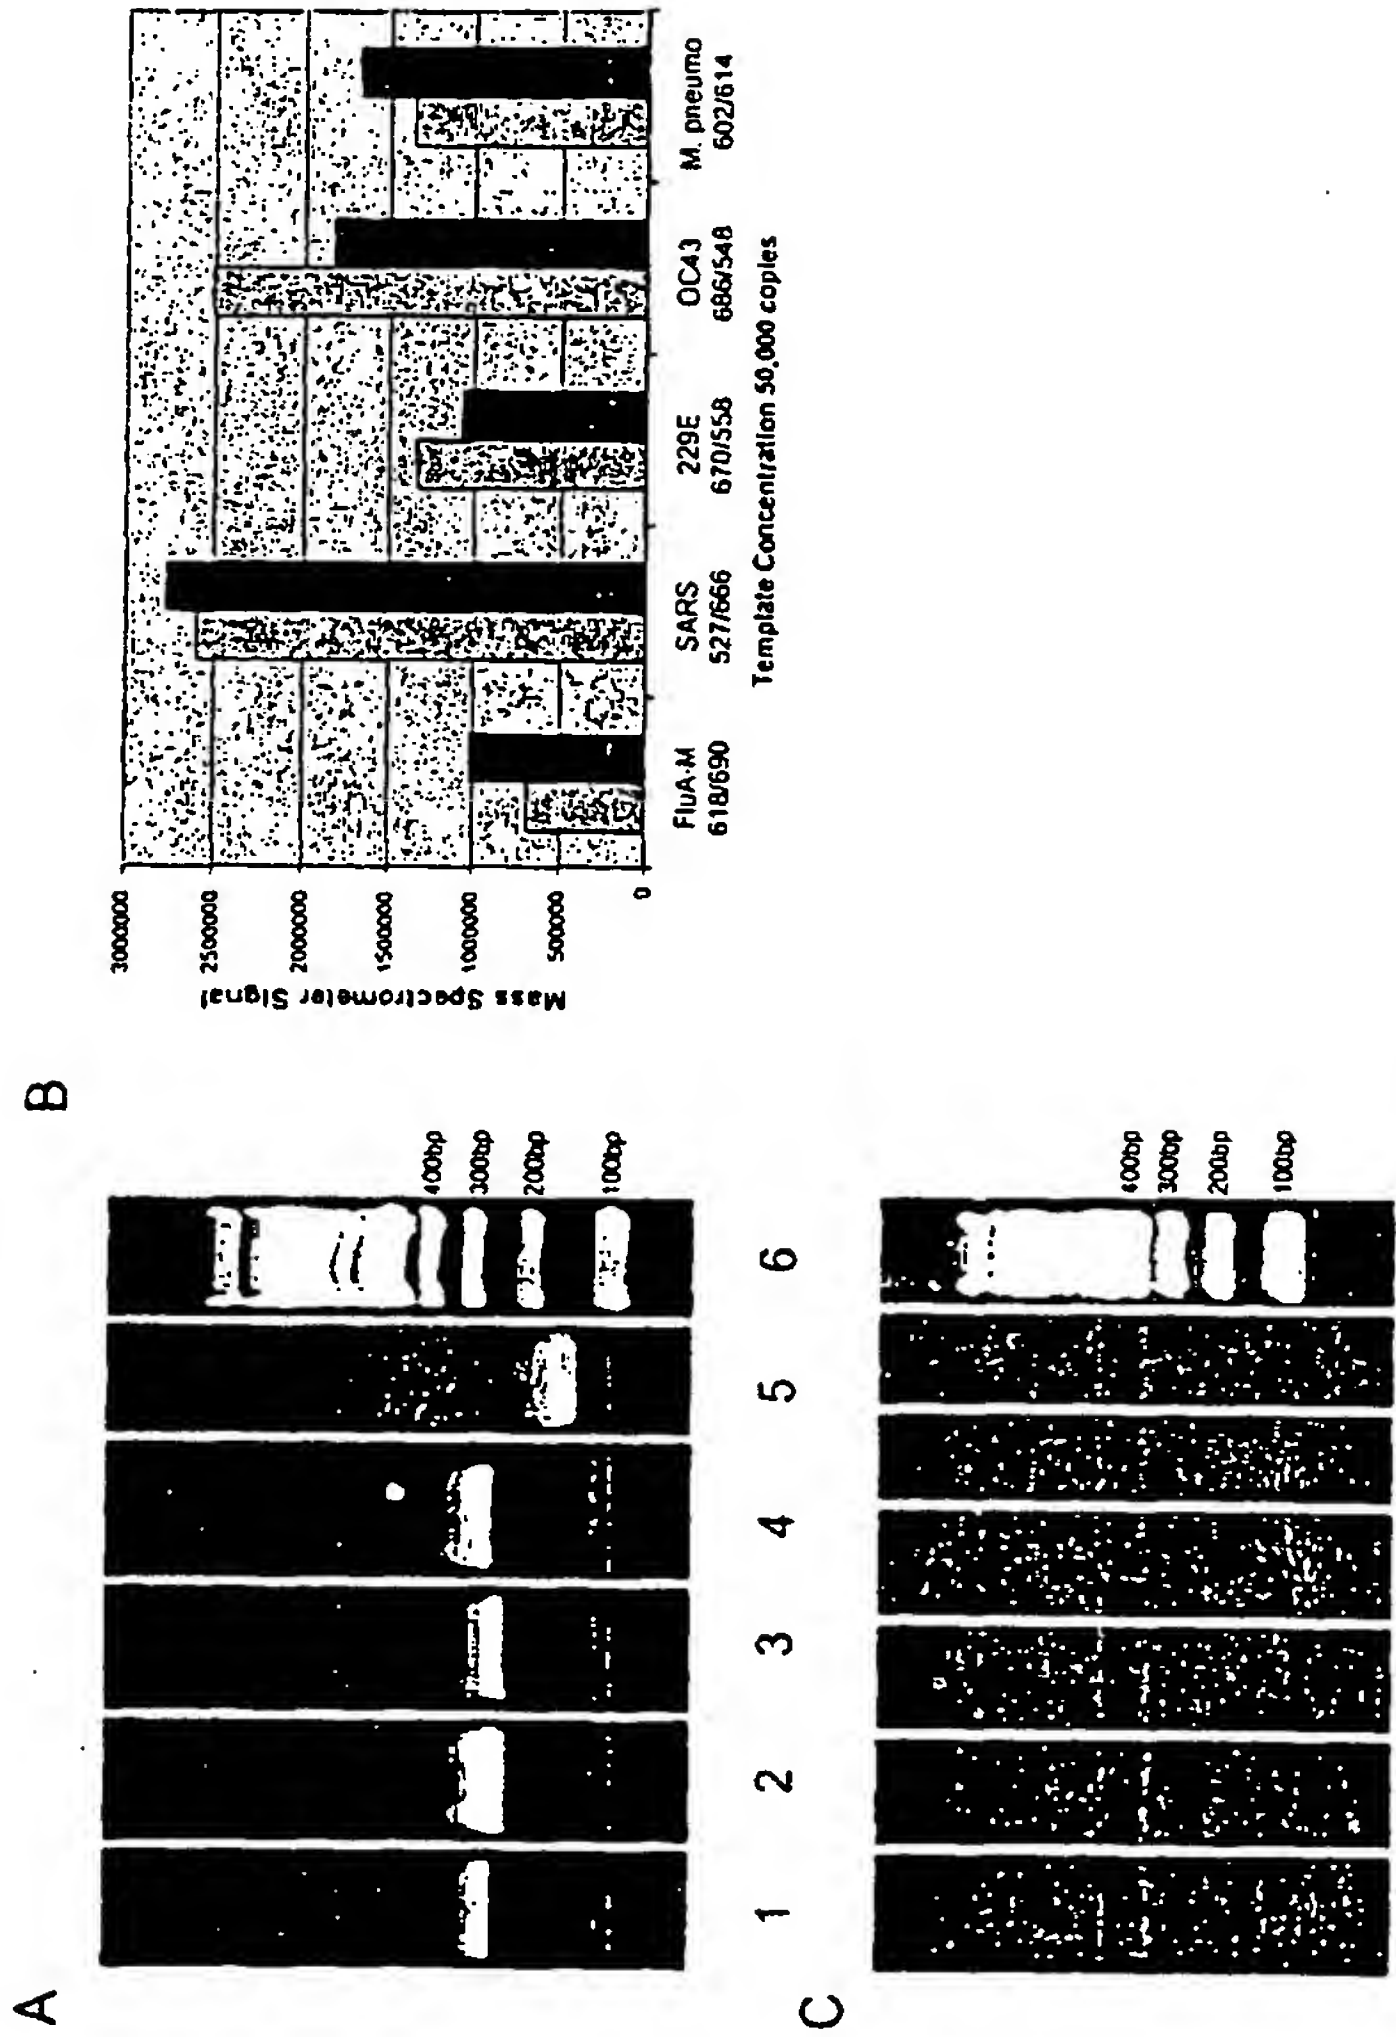 A
400bp
300bp
200bp
100bp
1 2 3 4 5 6
B
Mass Spectrometer Signal
3000000
2500000
2000000
1500000
1000000
500000
0
FluA-M SARS 229E OC43 M. pneumo
618/690 527/666 670/558 686/548 602/614
Template Concentration 50,000 copies
C
400bp
300bp
200bp
100bp